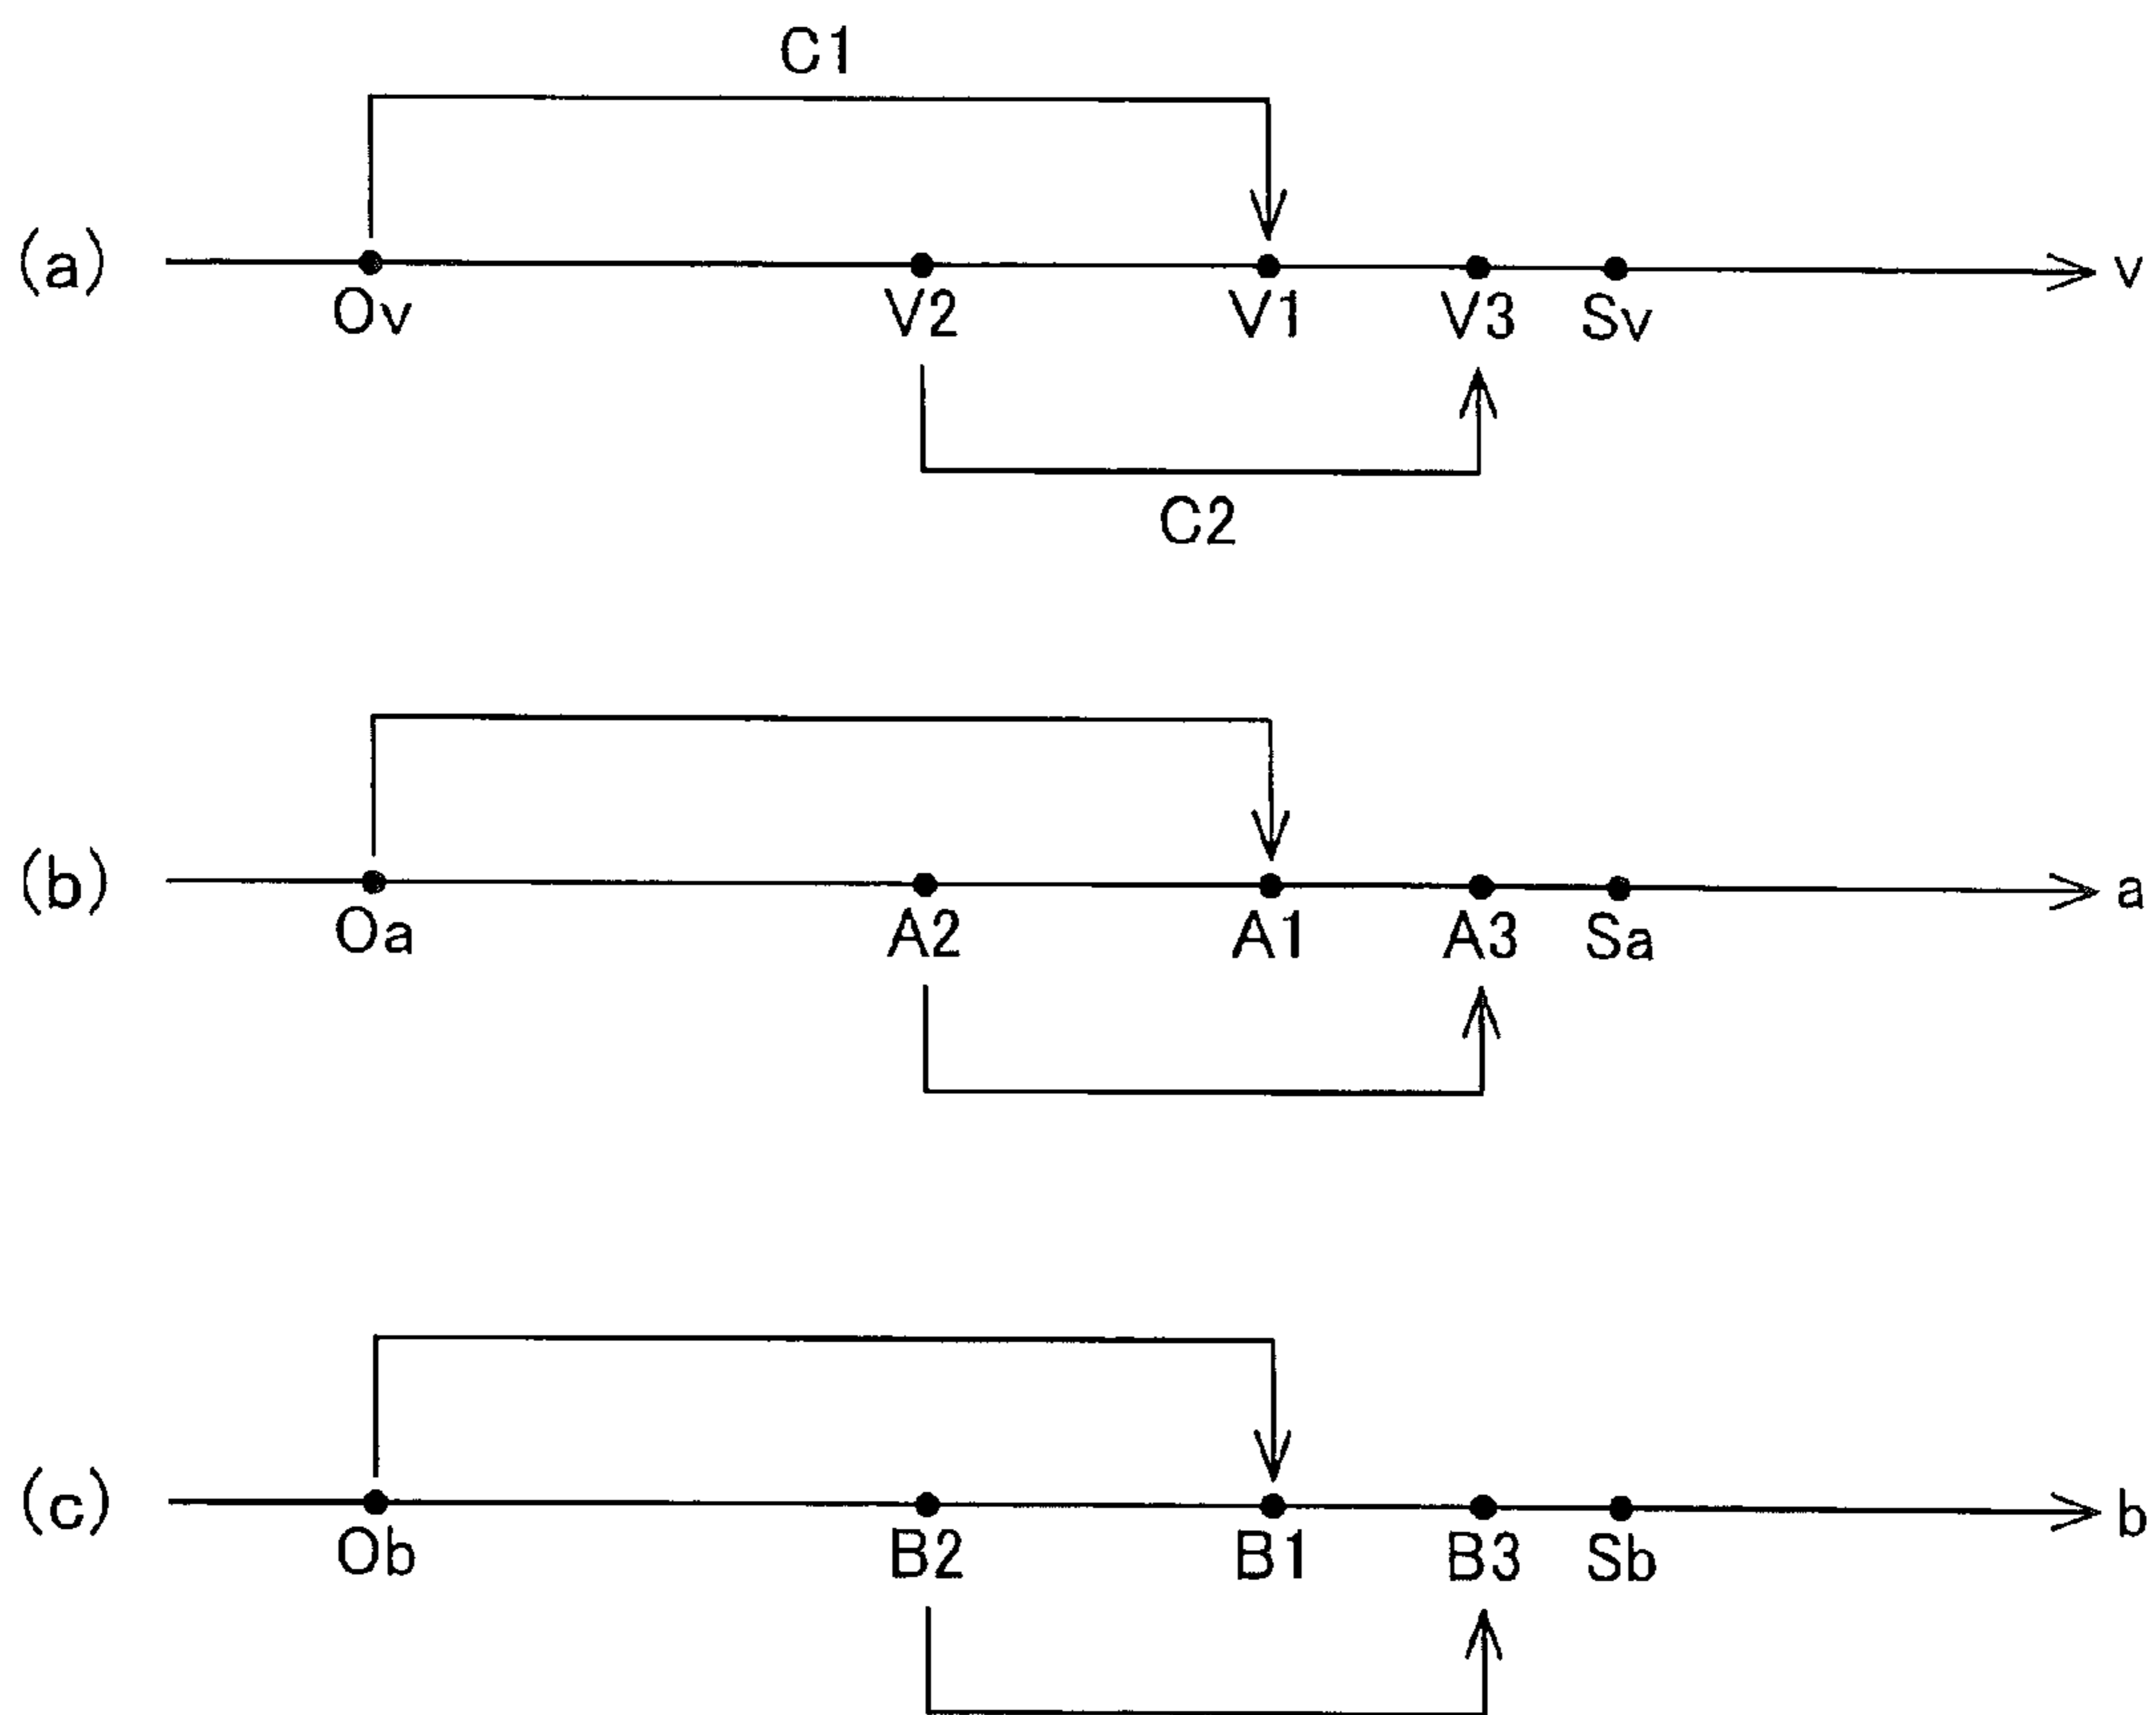 C1
(a) v
Ov V2 V1 V3 Sv
C2
(b) a
Oa A2 A1 A3 Sa
(c) b
Ob B2 B1 B3 Sb